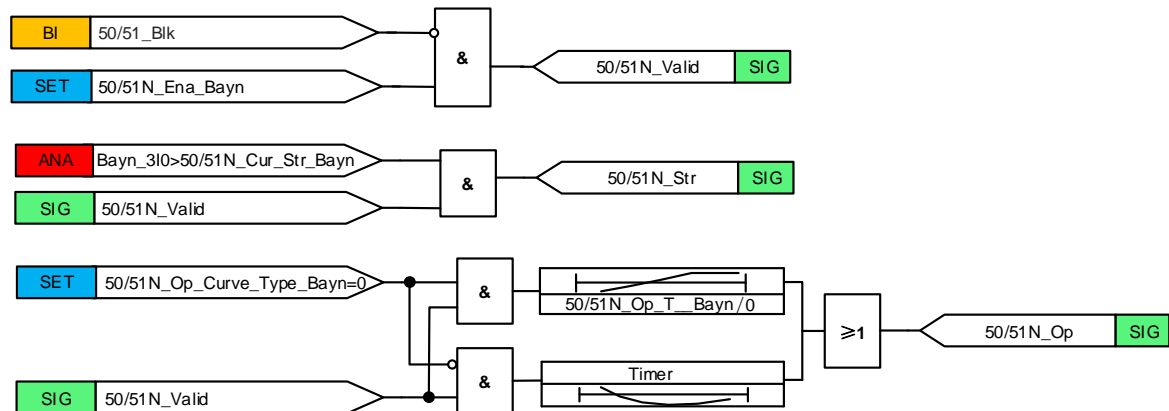 BI 50/51_Blk
&
50/51N_Valid SIG
SET 50/51N_Ena_Bayn
ANA Bayn_3I0>50/51N_Cur_Str_Bayn
&
50/51N_Str SIG
SIG 50/51N_Valid
SET 50/51N_Op_Curve_Type_Bayn=0
&
50/51N_Op_T__Bayn/0
≥1
50/51N_Op SIG
Timer
&
SIG 50/51N_Valid